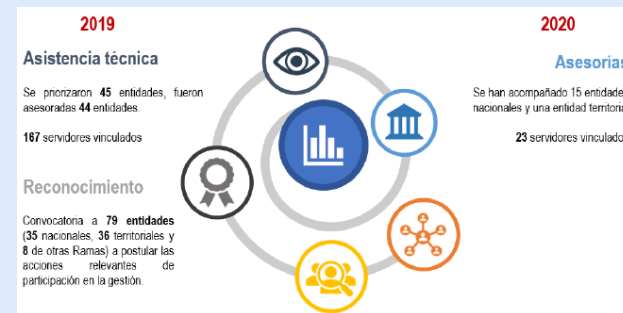 2019
Asistencia técnica
Se priorizaron 45 entidades, fueron
asesoradas 44 entidades.
167 servidores vinculados
Reconocimiento
Convocatoria a 79 entidades
(35 nacionales, 36 territoriales y
8 de otras Ramas) a postular las
acciones relevantes de
participación en la gestión.
2020
Asesorías
Se han acompañado 15 entidade
nacionales y una entidad territoria
23 servidores vinculado